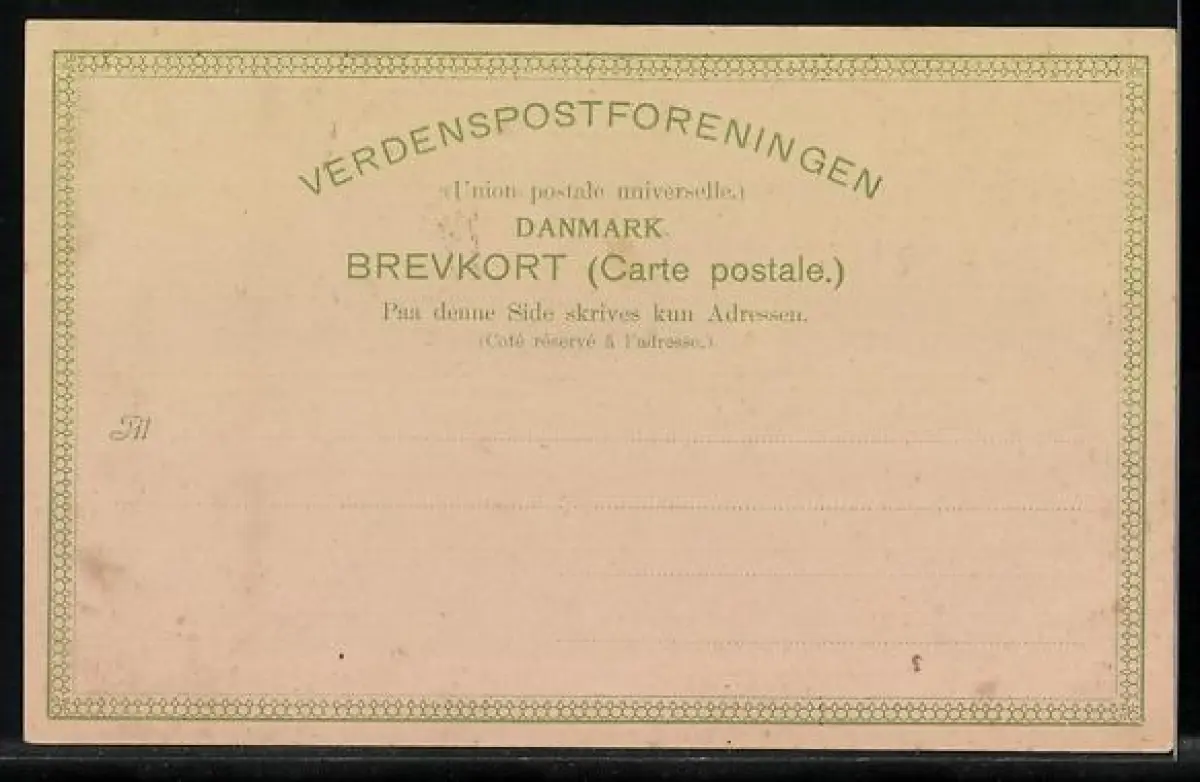 VERDENSPOSTFORENINGEN
(Union postale universelle.)
DANMARK.
BREVKORT (Carte postale.)
Paa denne Side skrives kun Adressen.
(Coté réservé à l'adresse.)
Til